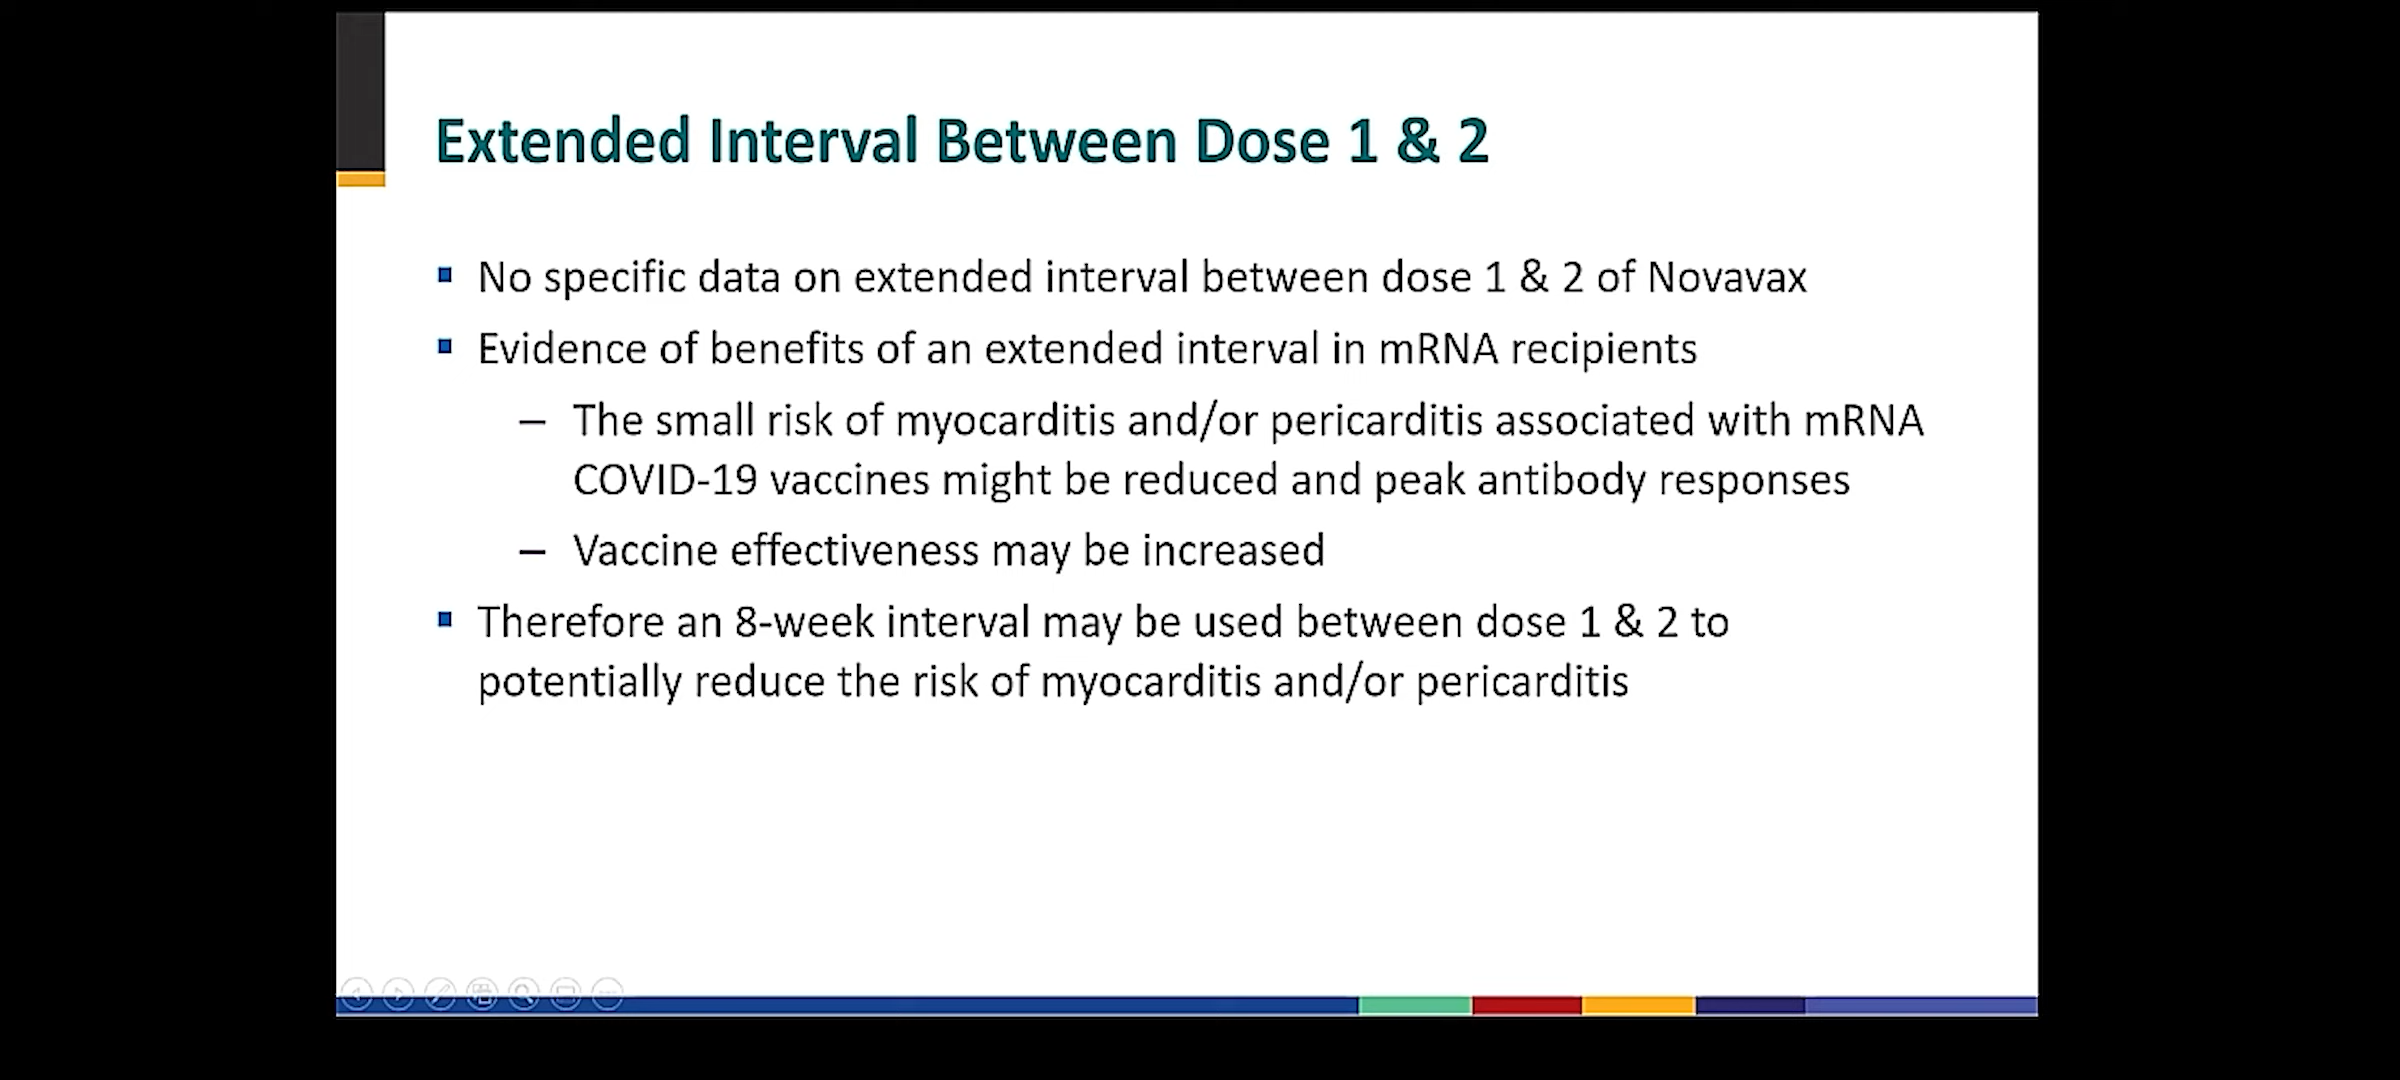 Extended Interval Between Dose 1 & 2
▪ No specific data on extended interval between dose 1 & 2 of Novavax
▪ Evidence of benefits of an extended interval in mRNA recipients
– The small risk of myocarditis and/or pericarditis associated with mRNA
COVID-19 vaccines might be reduced and peak antibody responses
– Vaccine effectiveness may be increased
▪ Therefore an 8-week interval may be used between dose 1 & 2 to
potentially reduce the risk of myocarditis and/or pericarditis